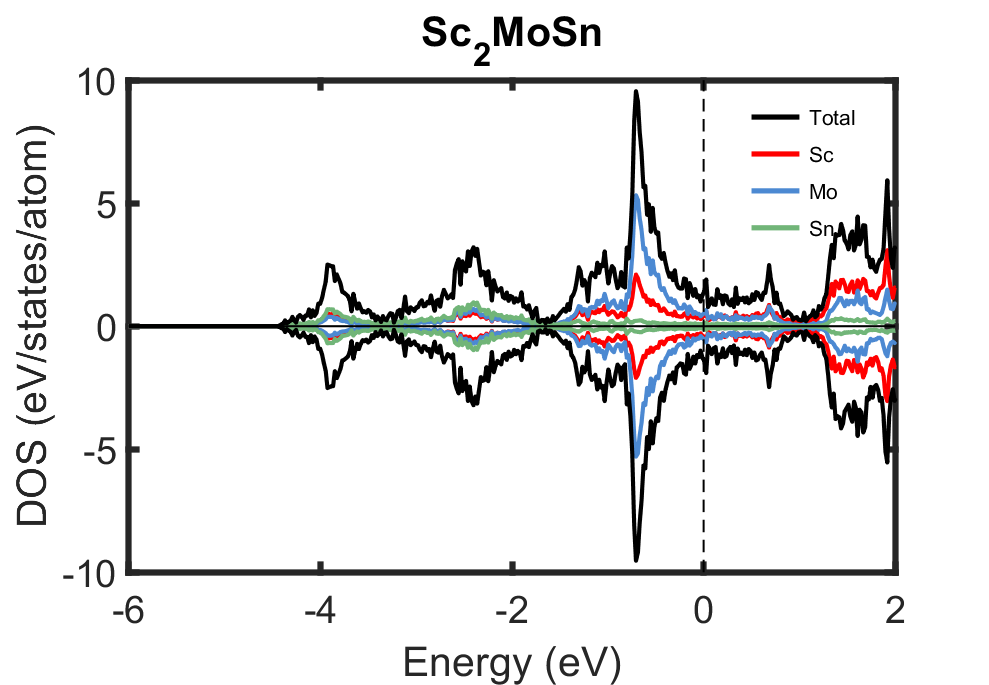 Sc2MoSn
10
5
0
-5
-10
DOS (eV/states/atom)
Total
Sc
Mo
Sn
-6 -4 -2 0 2
Energy (eV)